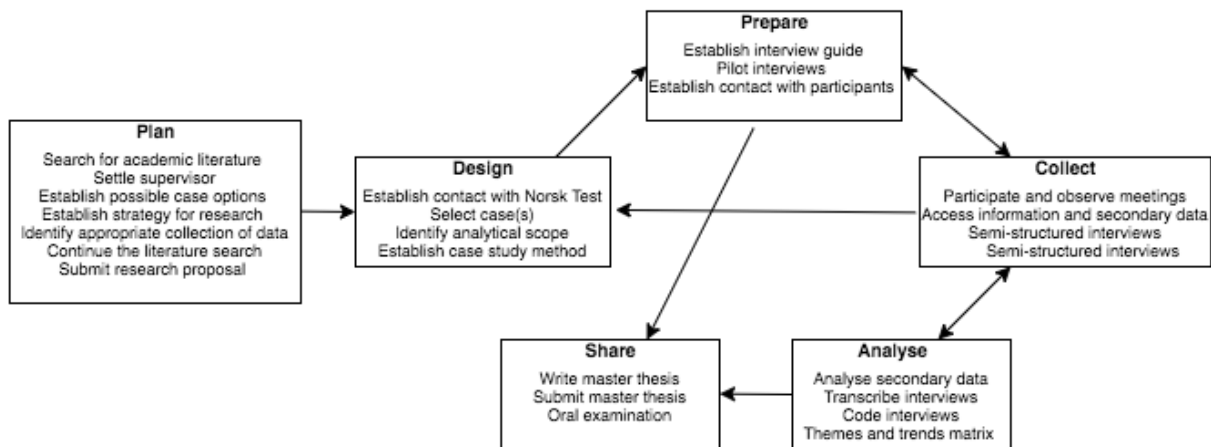 Prepare
Establish interview guide
Pilot interviews
Establish contact with participants
Plan
Search for academic literature
Settle supervisor
Establish possible case options
Establish strategy for research
Identify appropriate collection of data
Continue the literature search
Submit research proposal
Design
Establish contact with Norsk Test
Select case(s)
Identify analytical scope
Establish case study method
Collect
Participate and observe meetings
Access information and secondary data
Semi-structured interviews
Semi-structured interviews
Share
Write master thesis
Submit master thesis
Oral examination
Analyse
Analyse secondary data
Transcribe interviews
Code interviews
Themes and trends matrix